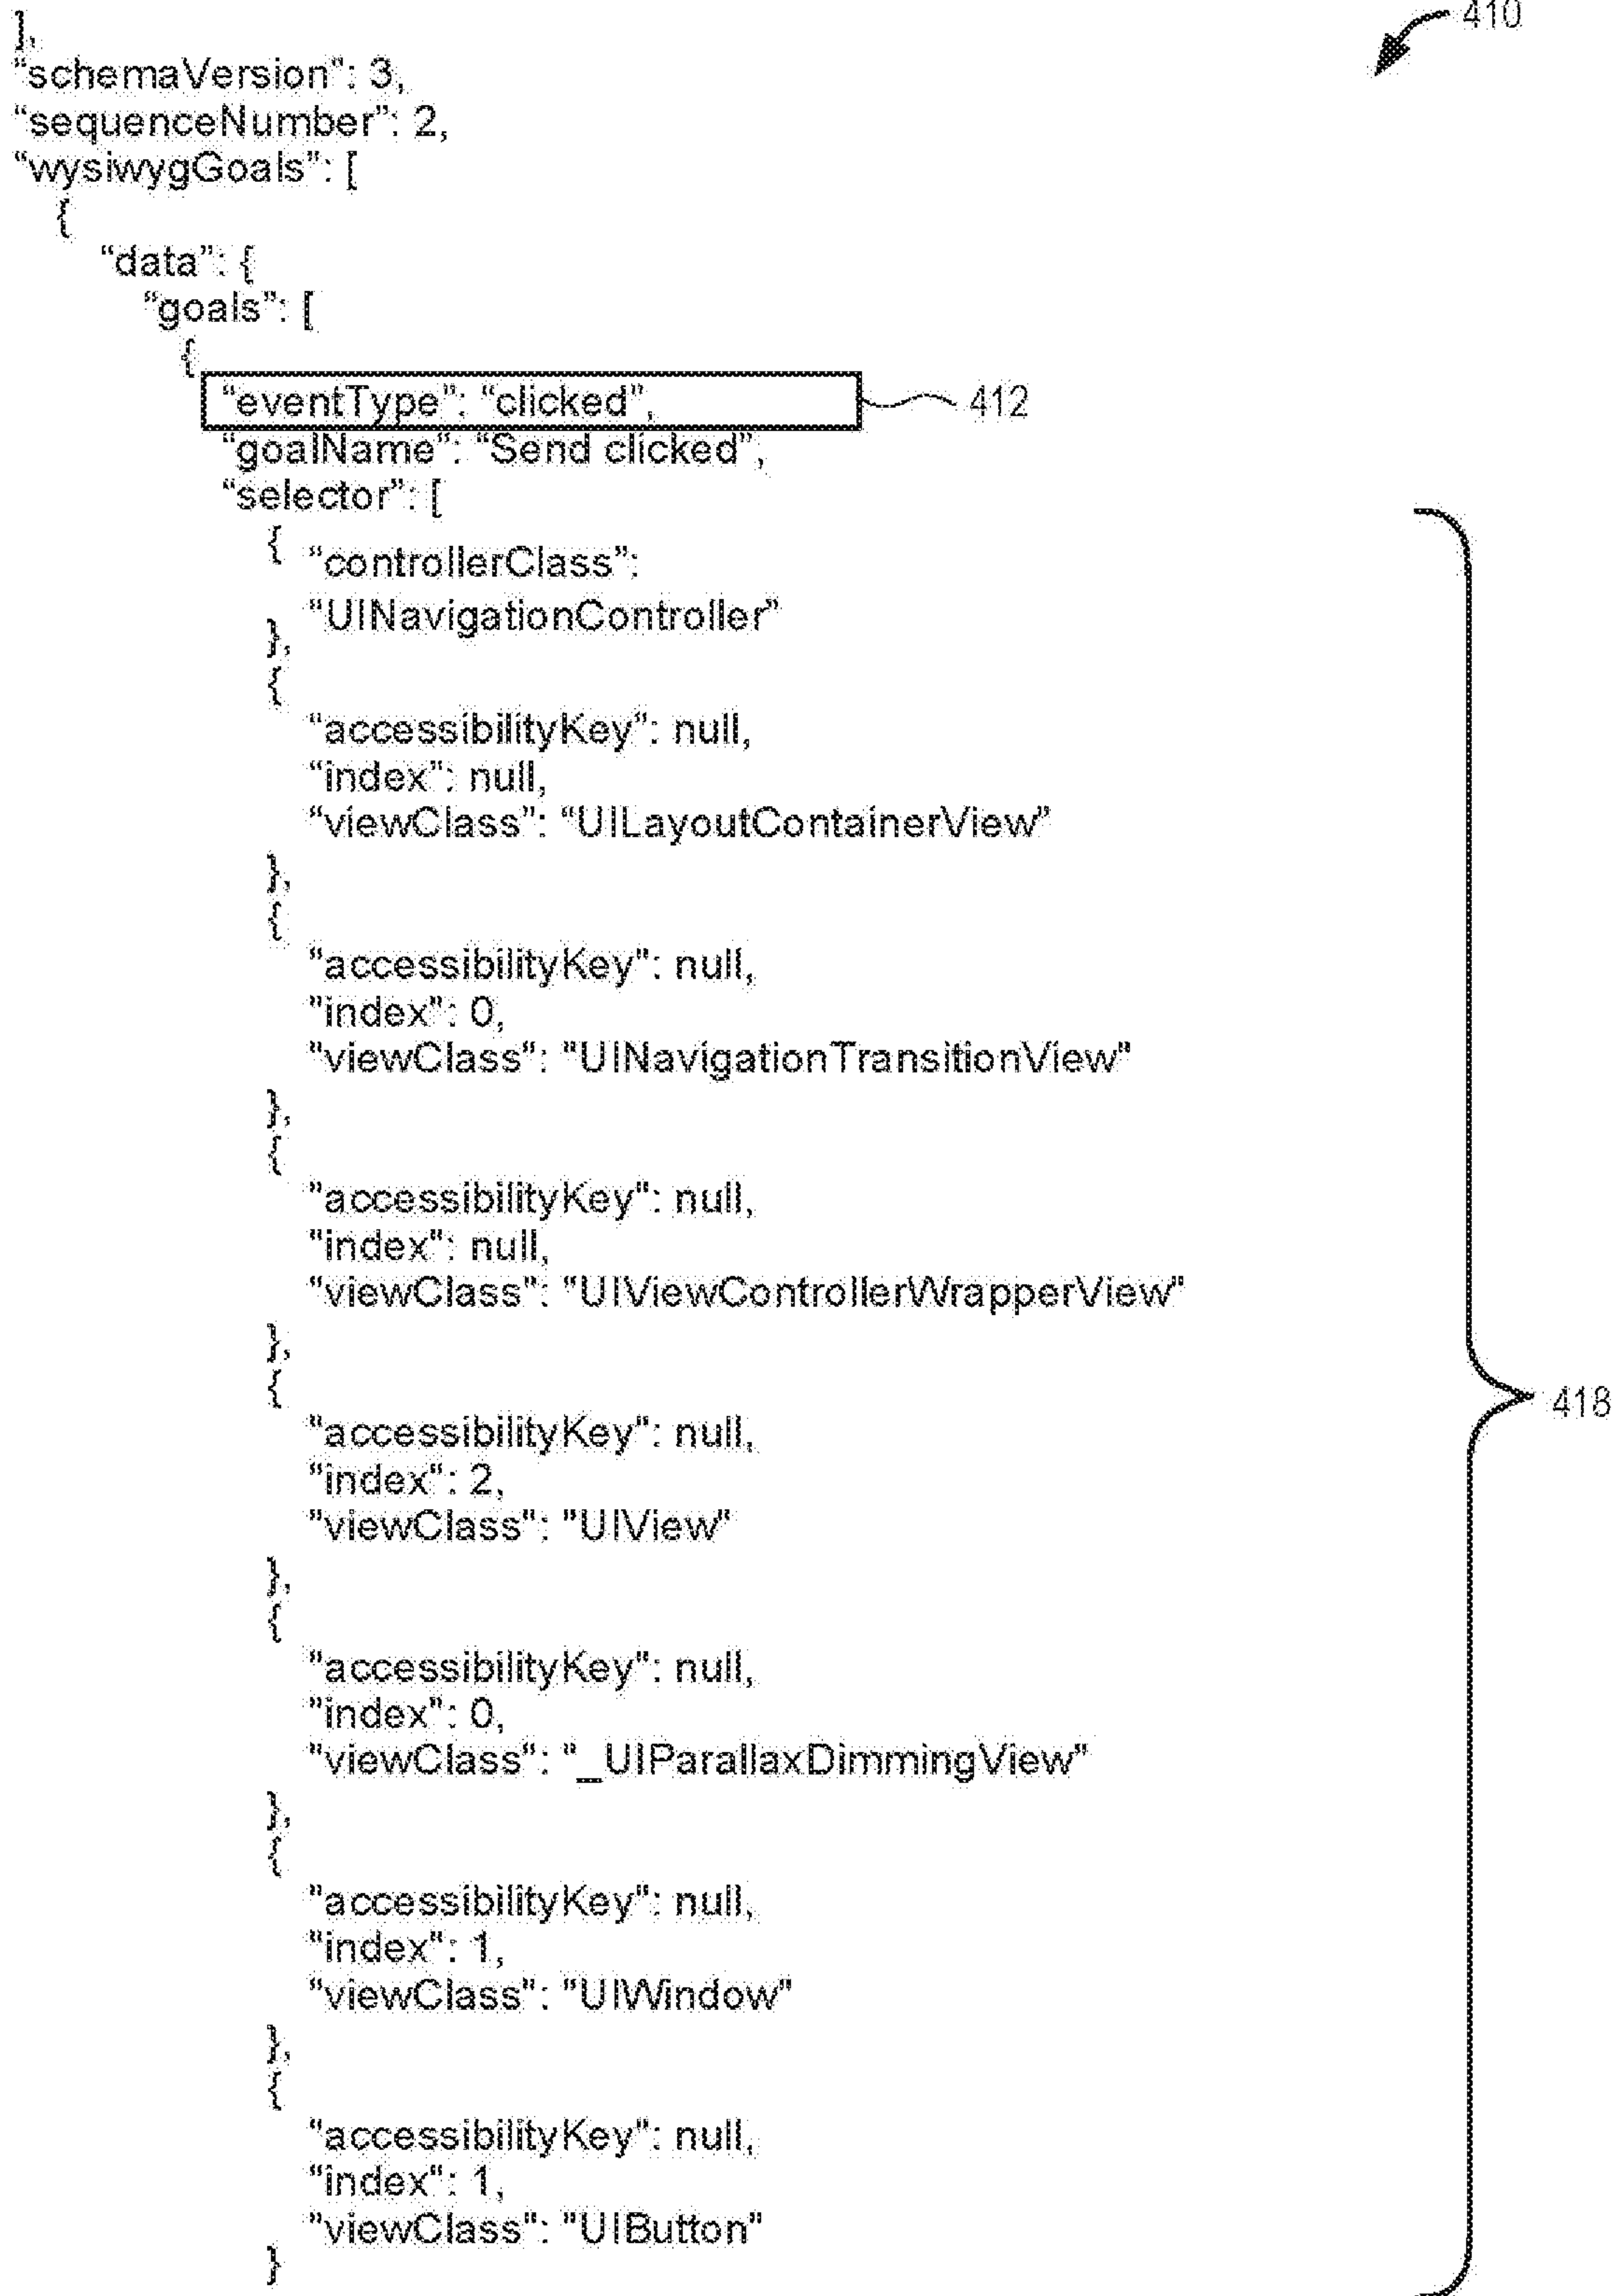 410
],
“schemaVersion”: 3,
“sequenceNumber”: 2,
“wysiwygGoals”: [
{
“data”: {
“goals”: [
{
“eventType”: “clicked”,
412
“goalName”: “Send clicked”,
“selector”: [
{
“controllerClass”:
“UINavigationController”
},
{
“accessibilityKey”: null,
“index”: null,
“viewClass”: “UILayoutContainerView”
},
{
"accessibilityKey": null,
"index": 0,
"viewClass": "UINavigationTransitionView"
},
{
"accessibilityKey": null,
"index": null,
"viewClass": "UIViewControllerWrapperView"
},
{
418
"accessibilityKey": null,
"index": 2,
"viewClass": "UIView"
},
{
"accessibilityKey": null,
"index": 0,
"viewClass": "_UIParallaxDimmingView"
},
{
"accessibilityKey": null,
"index": 1,
"viewClass": "UIWindow"
},
{
"accessibilityKey": null,
"index": 1,
"viewClass": "UIButton"
}